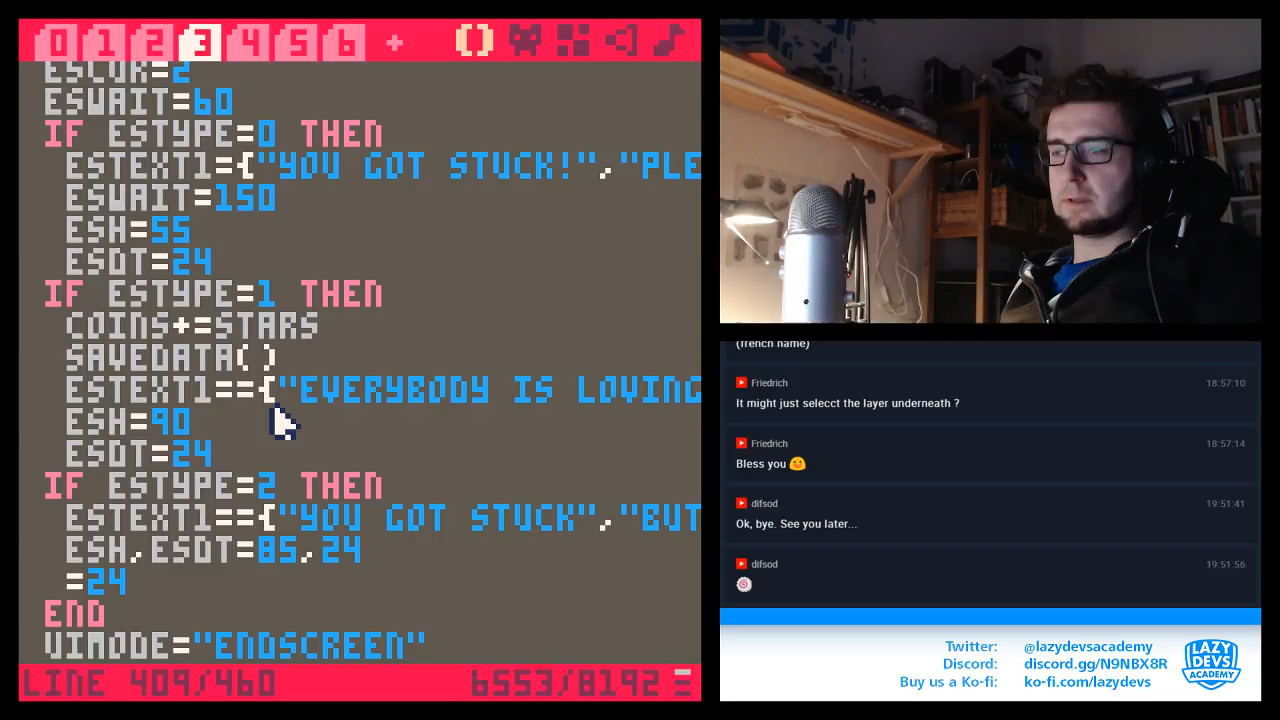 0 1 2 3 4 5 6 +
ESCUR=2
ESWAIT=60
IF ESTYPE=0 THEN
ESTEXT1={"YOU GOT STUCK!","PLE
ESWAIT=150
ESH=55
ESDT=24
IF ESTYPE=1 THEN
COINS+=STARS
SAVEDATA()
ESTEXT1=={"EVERYBODY IS LOVING
ESH=90
ESDT=24
IF ESTYPE=2 THEN
ESTEXT1=={"YOU GOT STUCK","BUT
ESH,ESDT=85,24
=24
END
UIMODE="ENDSCREEN"
LINE 409/460 6553/8192
(french name)
Friedrich 18:57:10
It might just selecct the layer underneath ?
Friedrich 18:57:14
Bless you
difsod 19:51:41
Ok, bye. See you later...
difsod 19:51:56
Twitter: @lazydevsacademy
Discord: discord.gg/N9NBX8R
Buy us a Ko-fi: ko-fi.com/lazydevs
LAZY
DEVS
ACADEMY